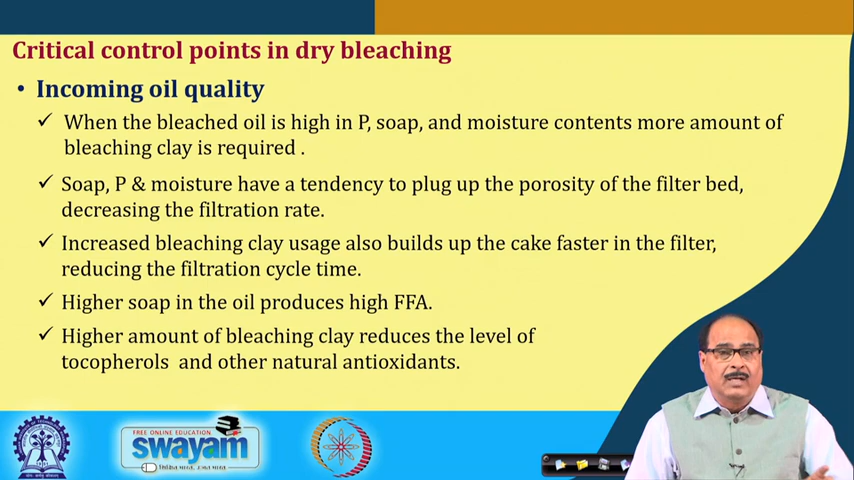 Critical control points in dry bleaching
• Incoming oil quality
✓ When the bleached oil is high in P, soap, and moisture contents more amount of
bleaching clay is required .
✓ Soap, P & moisture have a tendency to plug up the porosity of the filter bed,
decreasing the filtration rate.
✓ Increased bleaching clay usage also builds up the cake faster in the filter,
reducing the filtration cycle time.
✓ Higher soap in the oil produces high FFA.
✓ Higher amount of bleaching clay reduces the level of
tocopherols and other natural antioxidants.
FREE ONLINE EDUCATION
swayam